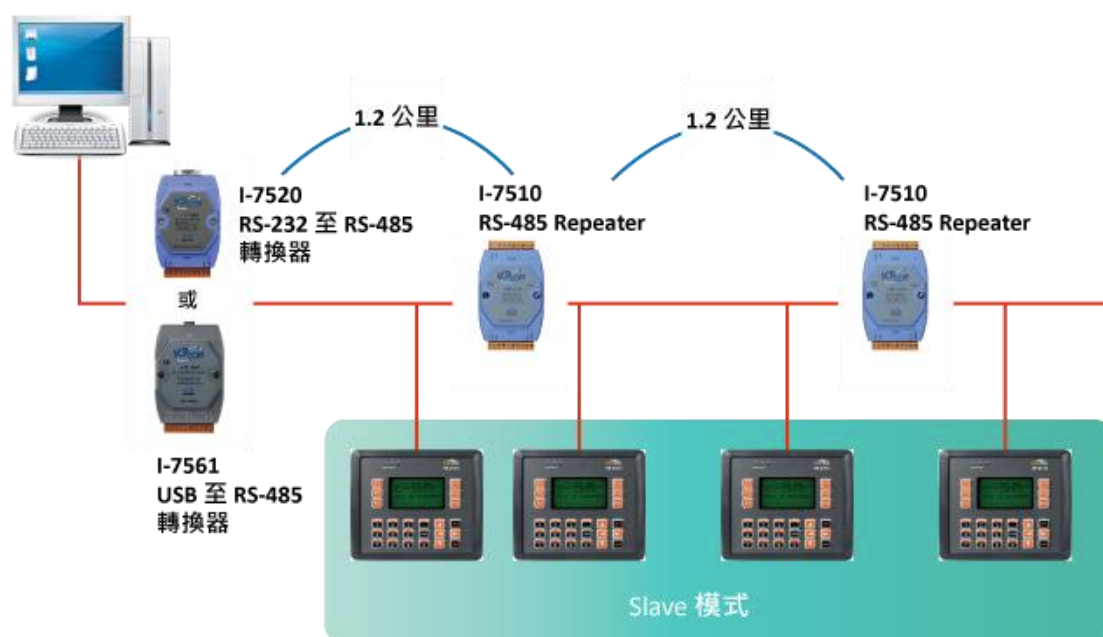 1.2 公里
1.2 公里
I-7520
RS-232 至 RS-485
轉換器
I-7510
RS-485 Repeater
I-7510
RS-485 Repeater
或
I-7561
USB 至 RS-485
轉換器
Slave 模式